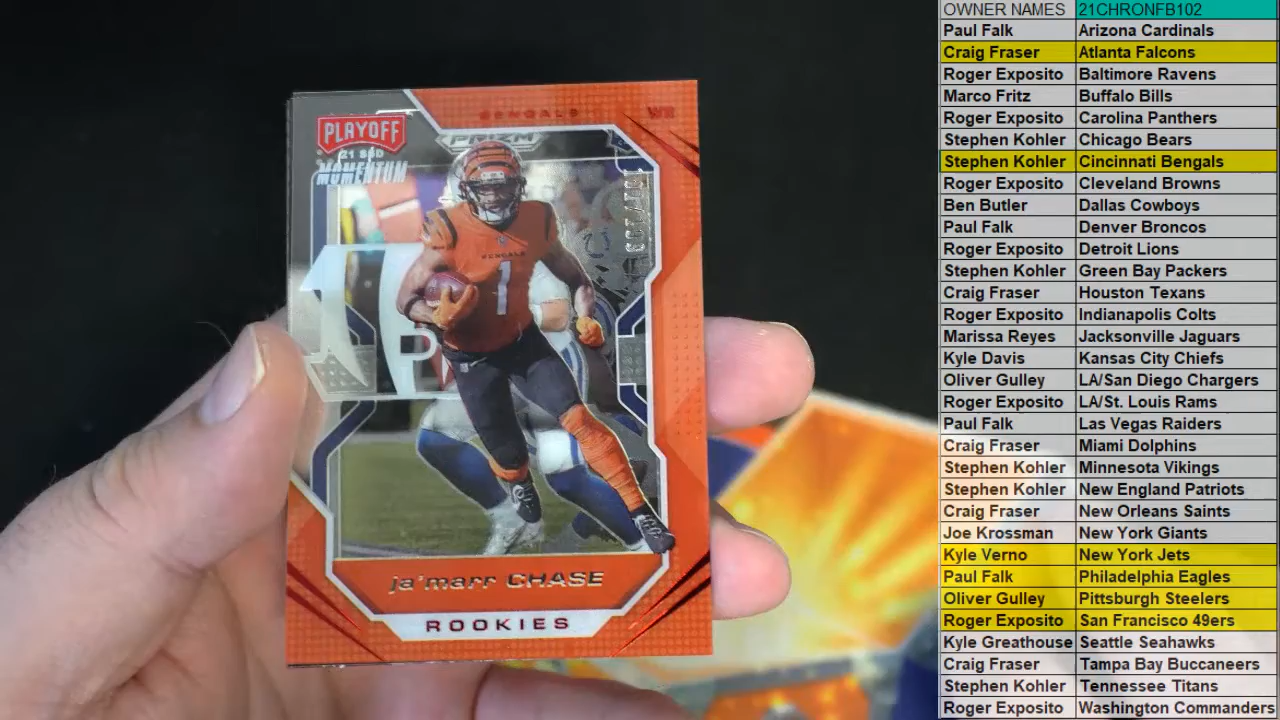 BENGALS WR
PLAYOFF
PRIZM
MOMENTUM
BENGALS
1
ja'marr CHASE
ROOKIES
OWNER NAMES 21CHRONFB102
Paul Falk Arizona Cardinals
Craig Fraser Atlanta Falcons
Roger Exposito Baltimore Ravens
Marco Fritz Buffalo Bills
Roger Exposito Carolina Panthers
Stephen Kohler Chicago Bears
Stephen Kohler Cincinnati Bengals
Roger Exposito Cleveland Browns
Ben Butler Dallas Cowboys
Paul Falk Denver Broncos
Roger Exposito Detroit Lions
Stephen Kohler Green Bay Packers
Craig Fraser Houston Texans
Roger Exposito Indianapolis Colts
Marissa Reyes Jacksonville Jaguars
Kyle Davis Kansas City Chiefs
Oliver Gulley LA/San Diego Chargers
Roger Exposito LA/St. Louis Rams
Paul Falk Las Vegas Raiders
Craig Fraser Miami Dolphins
Stephen Kohler Minnesota Vikings
Stephen Kohler New England Patriots
Craig Fraser New Orleans Saints
Joe Krossman New York Giants
Kyle Verno New York Jets
Paul Falk Philadelphia Eagles
Oliver Gulley Pittsburgh Steelers
Roger Exposito San Francisco 49ers
Kyle Greathouse Seattle Seahawks
Craig Fraser Tampa Bay Buccaneers
Stephen Kohler Tennessee Titans
Roger Exposito Washington Commanders